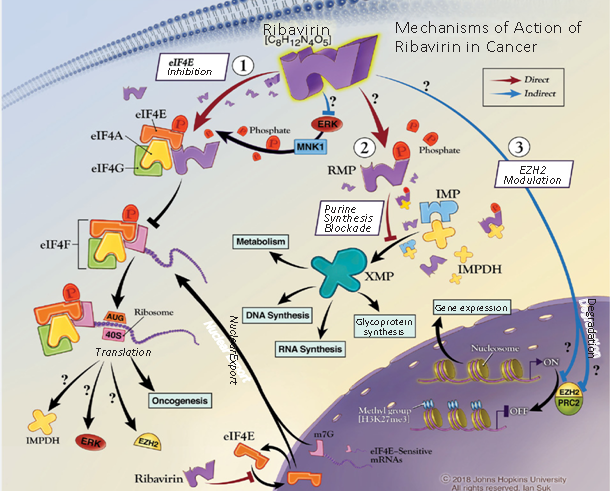 Ribavirin
[C₈H₁₂N₄O₅]
Mechanisms of Action of
Ribavirin in Cancer
eIF4E
Inhibition
1
Direct
Indirect
?
?
?
eIF4E
P
eIF4A
eIF4G
P
Phosphate
ERK
MNK1
2
P
Phosphate
RMP
3
EZH2
Modulation
Purine
Synthesis
Blockade
IMP
IMPDH
XMP
Metabolism
DNA Synthesis
RNA Synthesis
Glycoprotein
synthesis
P
eIF4F
P
AUG
40S
Ribosome
Translation
?
?
?
Oncogenesis
IMPDH
ERK
EZH2
Nuclear Export
Gene expression
Nucleosome
ON
Degradation
?
?
EZH2
PRC2
Methyl group
[H3K27me3]
OFF
m7G
eIF4E–Sensitive
mRNAs
eIF4E
Ribavirin
© 2018 Johns Hopkins University
All rights reserved. Ian Suk